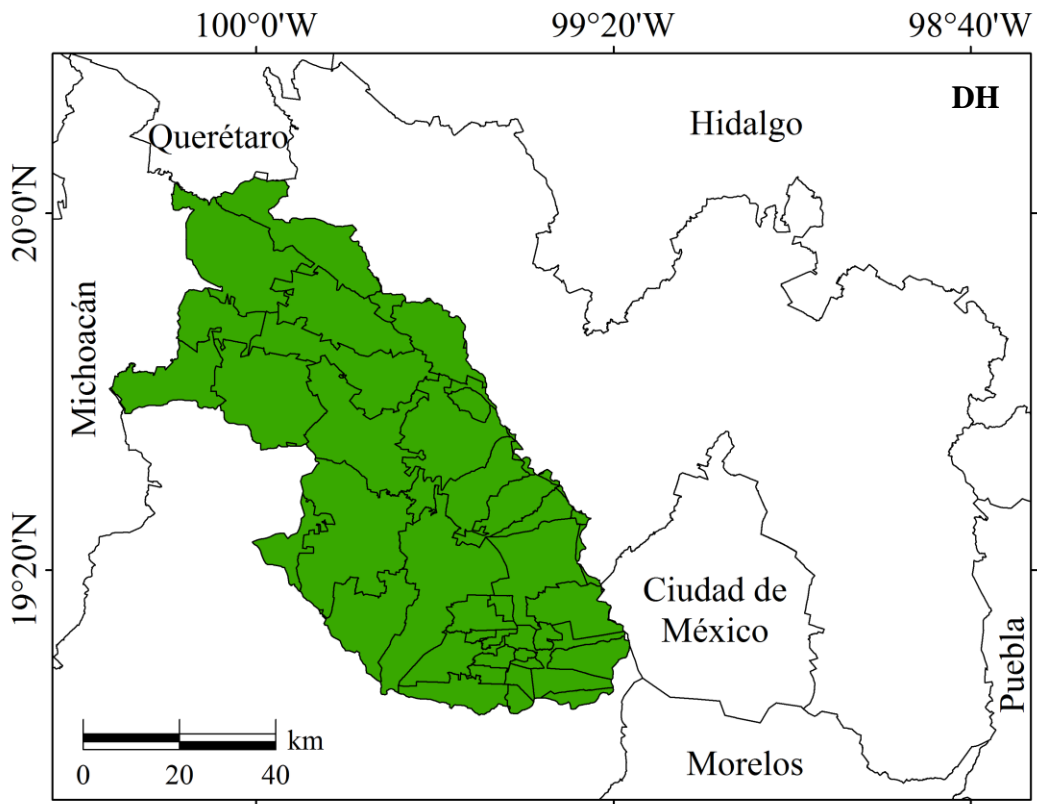 100°0'W 99°20'W 98°40'W
DH
Querétaro
Hidalgo
20°0'N
Michoacán
19°20'N
Ciudad de
México
Puebla
km
0 20 40
Morelos